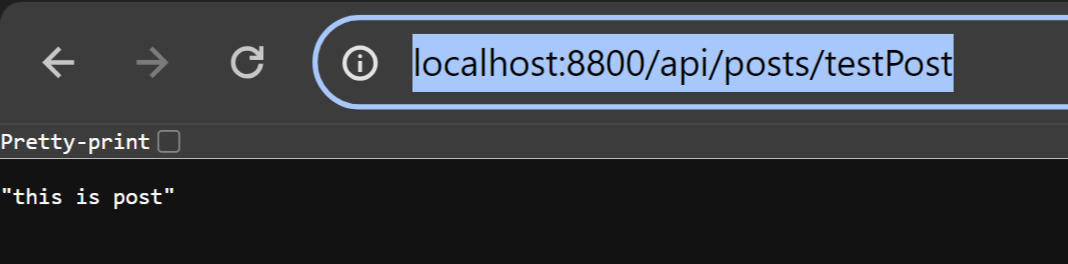 localhost:8800/api/posts/testPost
Pretty-print
"this is post"